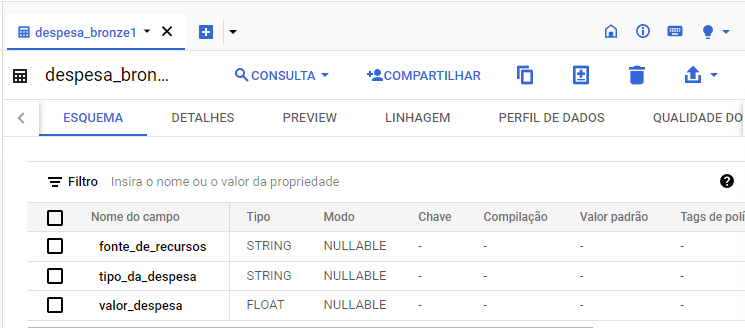 despesa_bronze1
despesa_bron...
CONSULTA
COMPARTILHAR
ESQUEMA DETALHES PREVIEW LINHAGEM PERFIL DE DADOS QUALIDADE DO
Filtro Insira o nome ou o valor da propriedade
Nome do campo Tipo Modo Chave Compilação Valor padrão Tags de polí
fonte_de_recursos STRING NULLABLE - - - -
tipo_da_despesa STRING NULLABLE - - - -
valor_despesa FLOAT NULLABLE - - - -